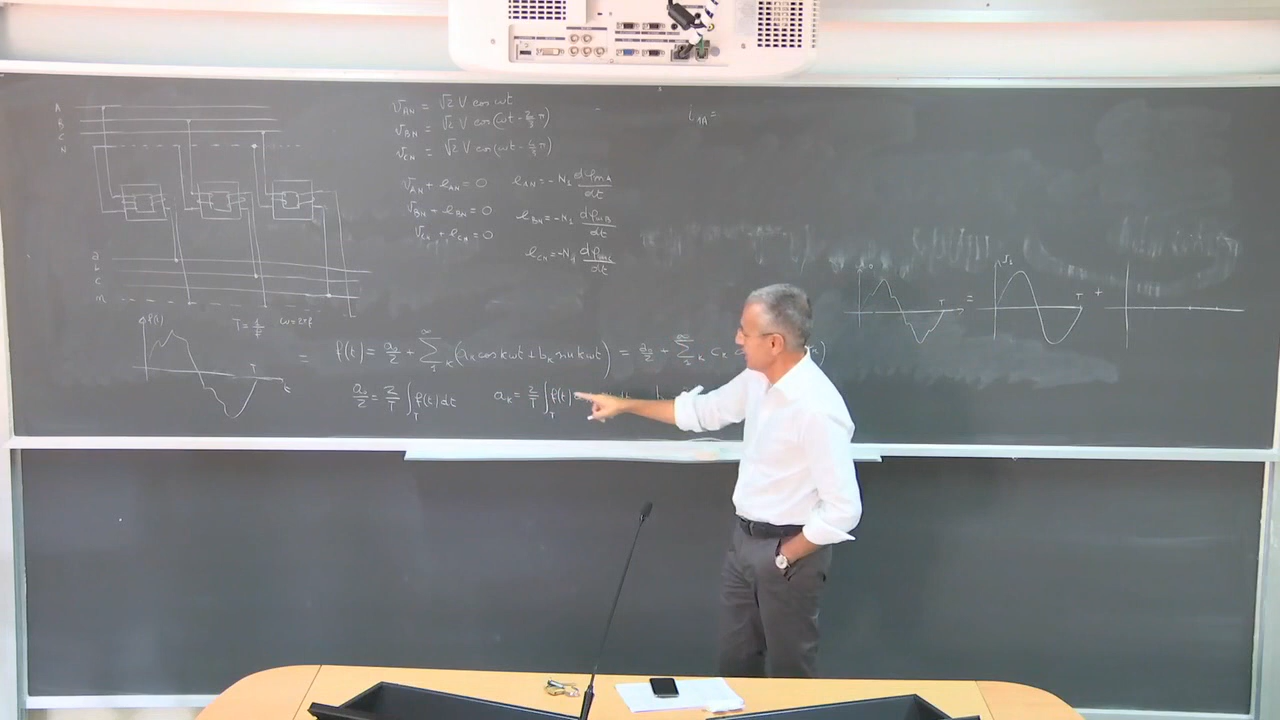 A
B
C
N
a
b
c
n
v_AN = √2 V cos ωt
v_BN = √2 V cos(ωt - 2/3 π)
v_CN = √2 V cos(ωt - 4/3 π)
v_AN + e_AN = 0 e_AN = -N_1 dφ_mA/dt
v_BN + e_BN = 0 e_BN = -N_1 dφ_mB/dt
v_CN + e_CN = 0 e_CN = -N_1 dφ_mC/dt
i_1A =
f(t) T = 1/f ω = 2πf
T
t
= f(t) = a_0/2 + ∑_1^∞ k (a_k cos kωt + b_k sin kωt) = a_0/2 + ∑_1^∞ k c_k
a_0/2 = 2/T ∫_T f(t) dt a_k = 2/T ∫_T f(t) dt b
T = T +